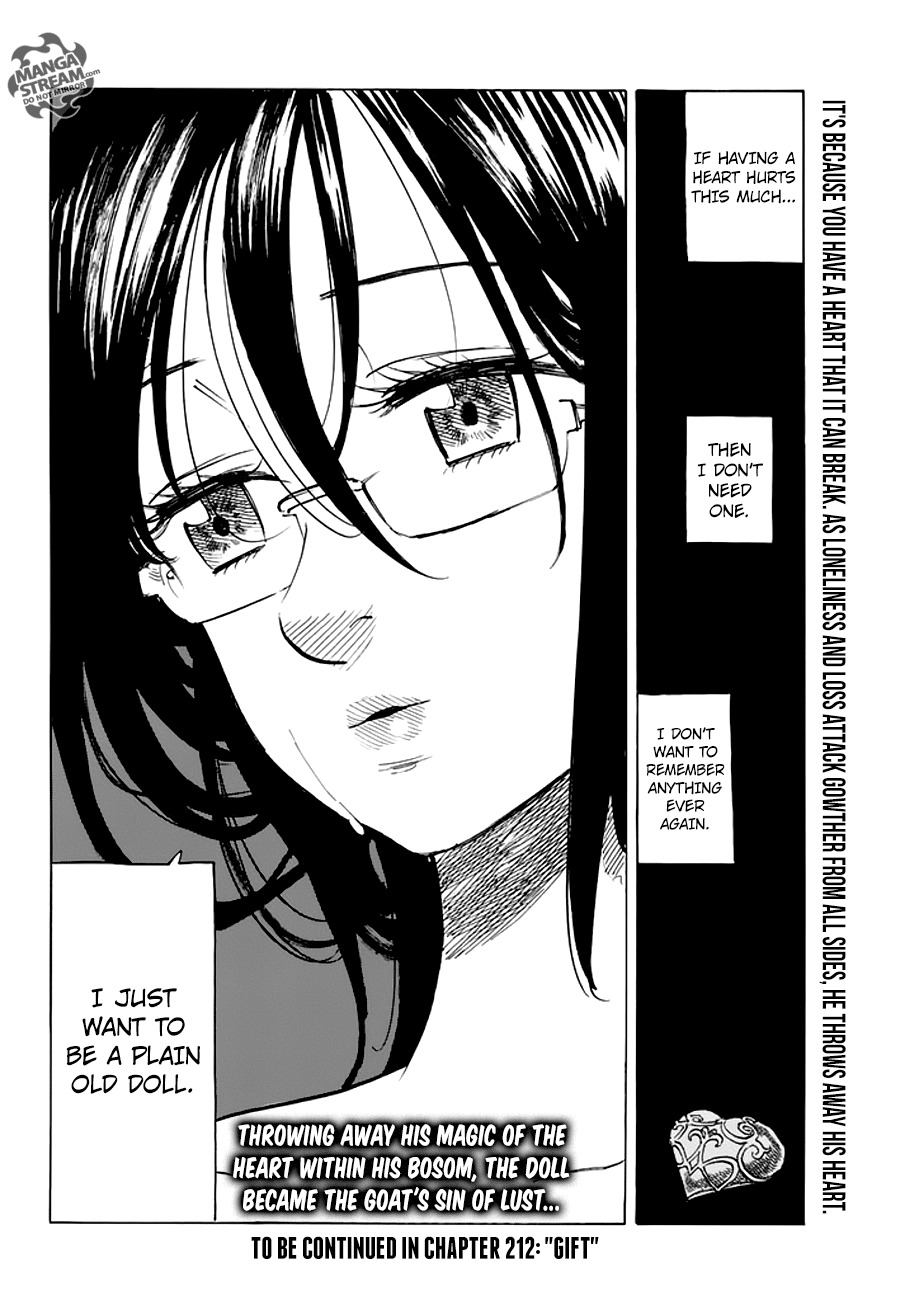 MANGA
STREAM.com
DO NOT MIRROR
IF HAVING A
HEART HURTS
THIS MUCH...
THEN
I DON'T
NEED
ONE.
I DON'T
WANT TO
REMEMBER
ANYTHING
EVER
AGAIN.
IT'S BECAUSE YOU HAVE A HEART THAT IT CAN BREAK. AS LONELINESS AND LOSS ATTACK GOWTHER FROM ALL SIDES, HE THROWS AWAY HIS HEART.
I JUST
WANT TO
BE A PLAIN
OLD DOLL.
THROWING AWAY HIS MAGIC OF THE
HEART WITHIN HIS BOSOM, THE DOLL
BECAME THE GOAT'S SIN OF LUST...
TO BE CONTINUED IN CHAPTER 212: "GIFT"